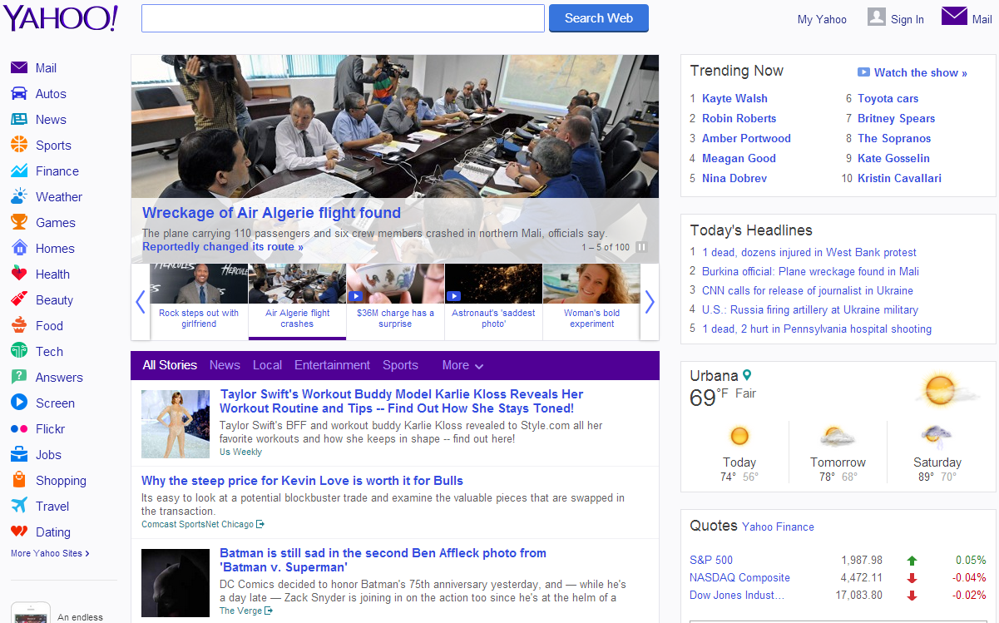 YAHOO!
Search Web
My Yahoo
Sign In
Mail
Mail
Autos
News
Sports
Finance
Weather
Games
Homes
Health
Beauty
Food
Tech
Answers
Screen
Flickr
Jobs
Shopping
Travel
Dating
More Yahoo Sites >
An endless
Wreckage of Air Algerie flight found
The plane carrying 110 passengers and six crew members crashed in northern Mali, officials say.
Reportedly changed its route »
1 – 5 of 100
HERCULES
Rock steps out with
girlfriend
Air Algerie flight
crashes
$36M charge has a
surprise
Astronaut's 'saddest
photo'
Woman's bold
experiment
All Stories News Local Entertainment Sports More
Taylor Swift's Workout Buddy Model Karlie Kloss Reveals Her
Workout Routine and Tips -- Find Out How She Stays Toned!
Taylor Swift's BFF and workout buddy Karlie Kloss revealed to Style.com all her
favorite workouts and how she keeps in shape -- find out here!
Us Weekly
Why the steep price for Kevin Love is worth it for Bulls
Its easy to look at a potential blockbuster trade and examine the valuable pieces that are swapped in
the transaction.
Comcast SportsNet Chicago
Batman is still sad in the second Ben Affleck photo from
'Batman v. Superman'
DC Comics decided to honor Batman's 75th anniversary yesterday, and — while he's
a day late — Zack Snyder is joining in on the action too since he's at the helm of a
The Verge
Trending Now
Watch the show »
1 Kayte Walsh
2 Robin Roberts
3 Amber Portwood
4 Meagan Good
5 Nina Dobrev
6 Toyota cars
7 Britney Spears
8 The Sopranos
9 Kate Gosselin
10 Kristin Cavallari
Today's Headlines
1 1 dead, dozens injured in West Bank protest
2 Burkina official: Plane wreckage found in Mali
3 CNN calls for release of journalist in Ukraine
4 U.S.: Russia firing artillery at Ukraine military
5 1 dead, 2 hurt in Pennsylvania hospital shooting
Urbana
69°F Fair
Today
74° 56°
Tomorrow
78° 68°
Saturday
89° 70°
Quotes Yahoo Finance
S&P 500 1,987.98 0.05%
NASDAQ Composite 4,472.11 -0.04%
Dow Jones Indust... 17,083.80 -0.02%